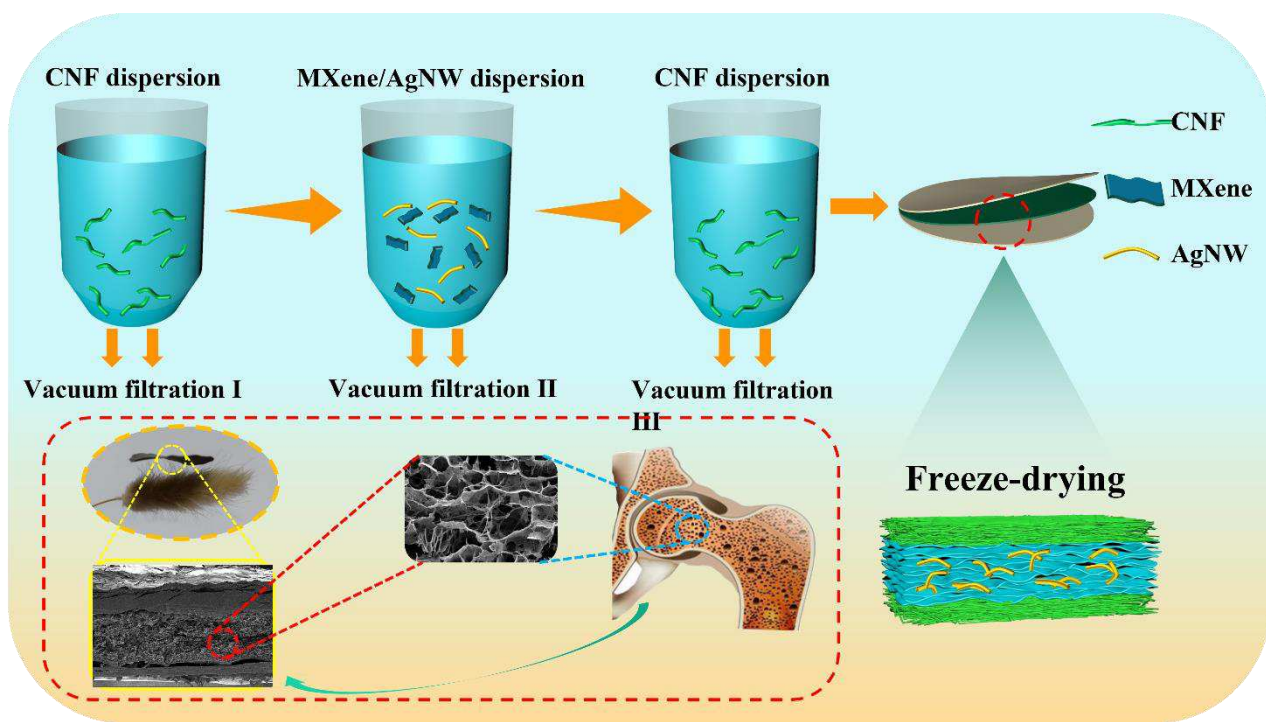 CNF dispersion
MXene/AgNW dispersion
CNF dispersion
CNF
MXene
AgNW
Vacuum filtration I
Vacuum filtration II
Vacuum filtration
III
Freeze-drying